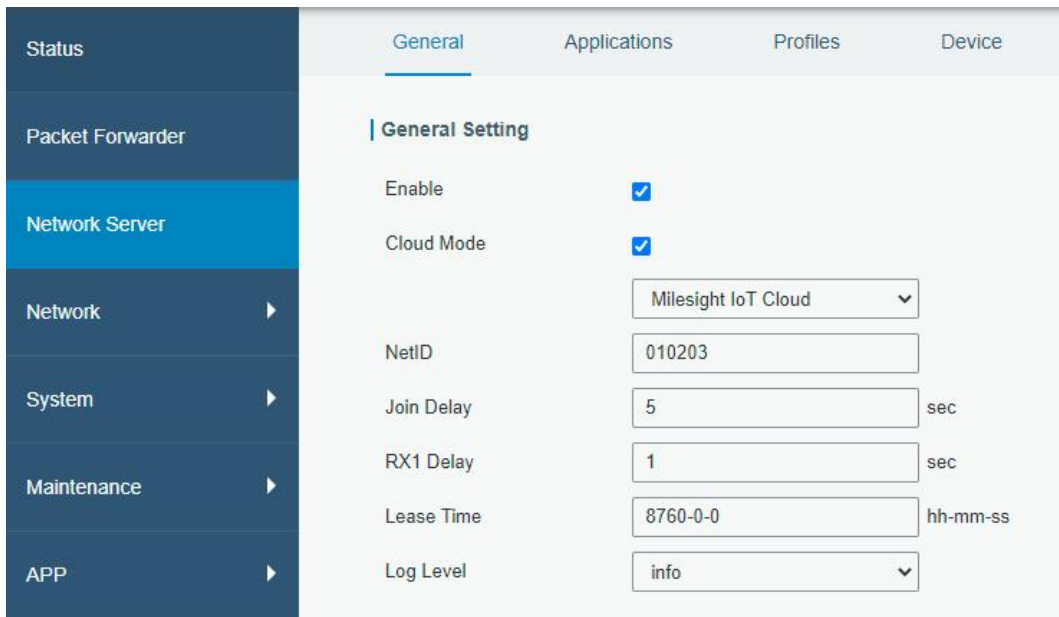 Status
Packet Forwarder
Network Server
Network
System
Maintenance
APP
General Applications Profiles Device
General Setting
Enable
Cloud Mode
Milesight IoT Cloud
NetID 010203
Join Delay 5 sec
RX1 Delay 1 sec
Lease Time 8760-0-0 hh-mm-ss
Log Level info